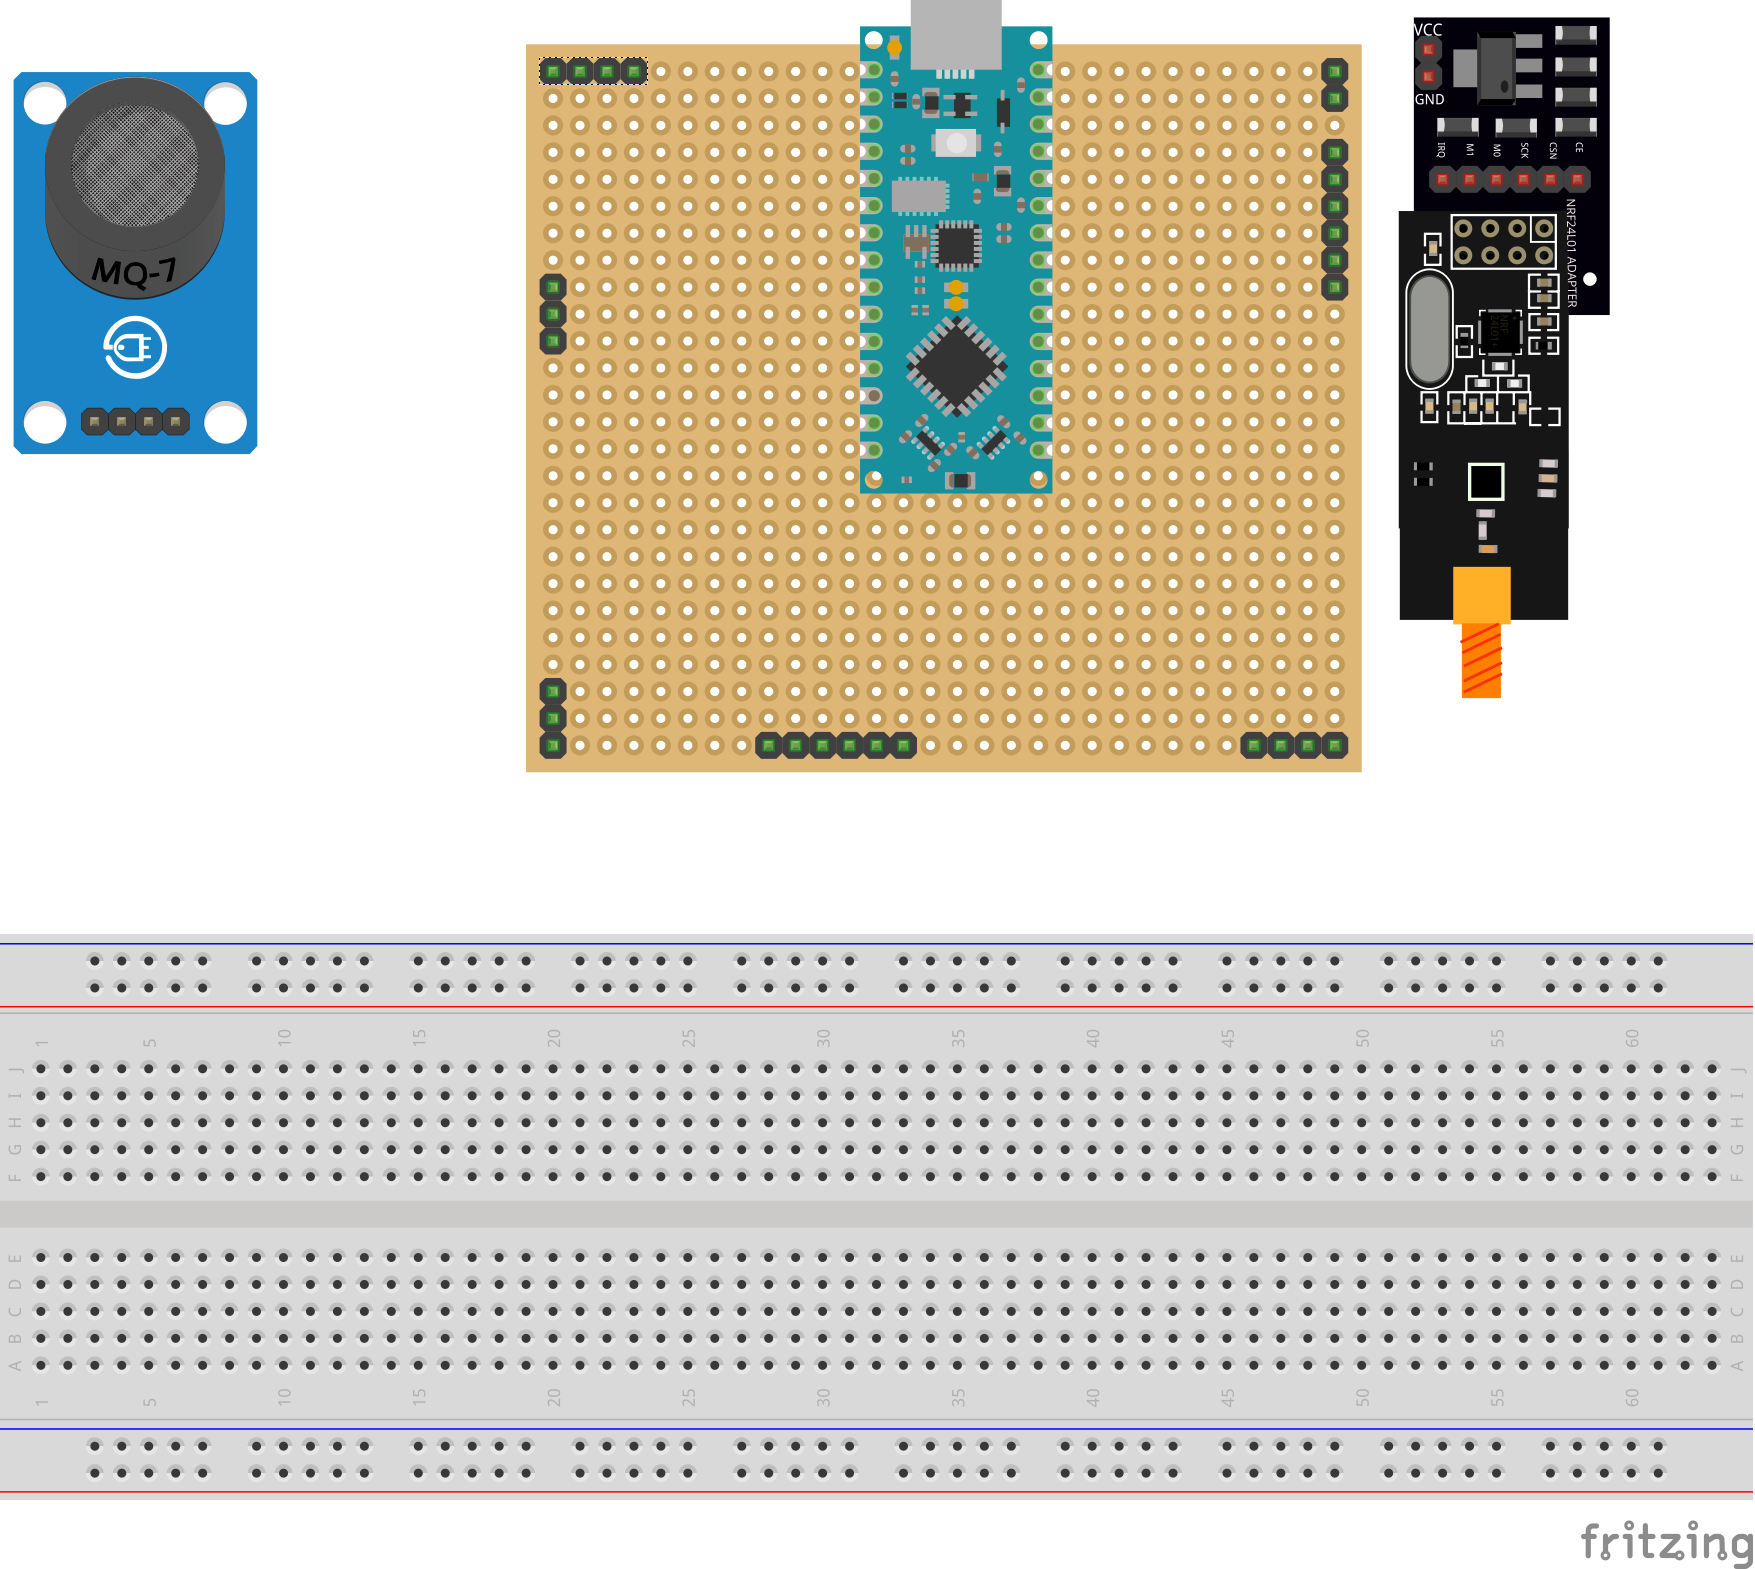 VCC
GND
IRQ M1 M0 SCK CSN CE
NRF24L01 ADAPTER
MQ-7
NRF
24L01+
1 5 10 15 20 25 30 35 40 45 50 55 60
J J
I I
H H
G G
F F
E E
D D
C C
B B
A A
1 5 10 15 20 25 30 35 40 45 50 55 60
fritzing